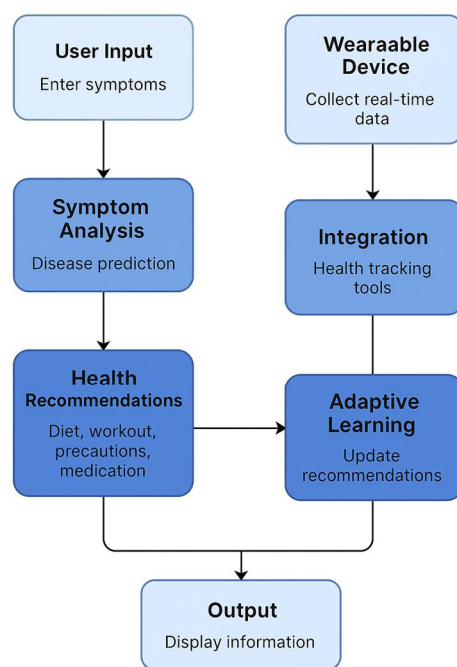 User Input
Enter symptoms
Wearaable
Device
Collect real-time
data
Symptom
Analysis
Disease prediction
Integration
Health tracking
tools
Health
Recommendations
Diet, workout,
precautions,
medication
Adaptive
Learning
Update
recommendations
Output
Display information